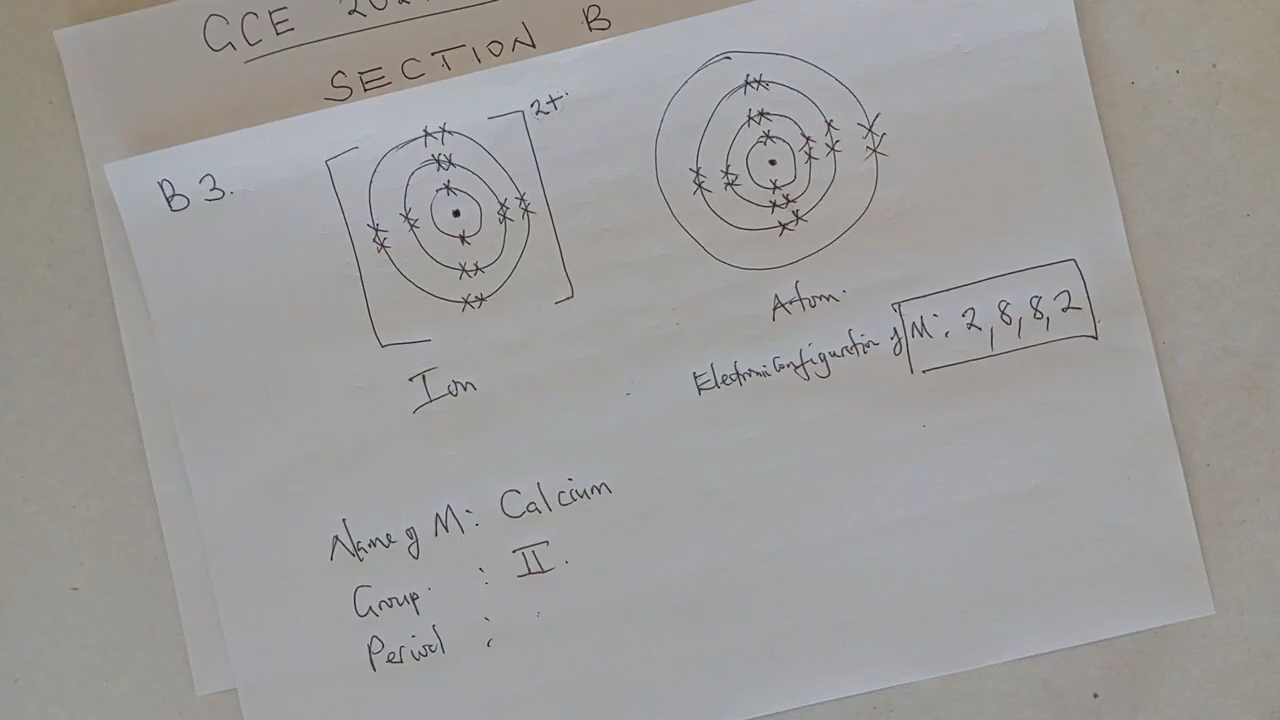 GCE
SECTION B
B3.
2+
Ion
Atom.
Electronic configuration of M: 2,8,8,2
Name of M: Calcium
Group. : II.
Period :